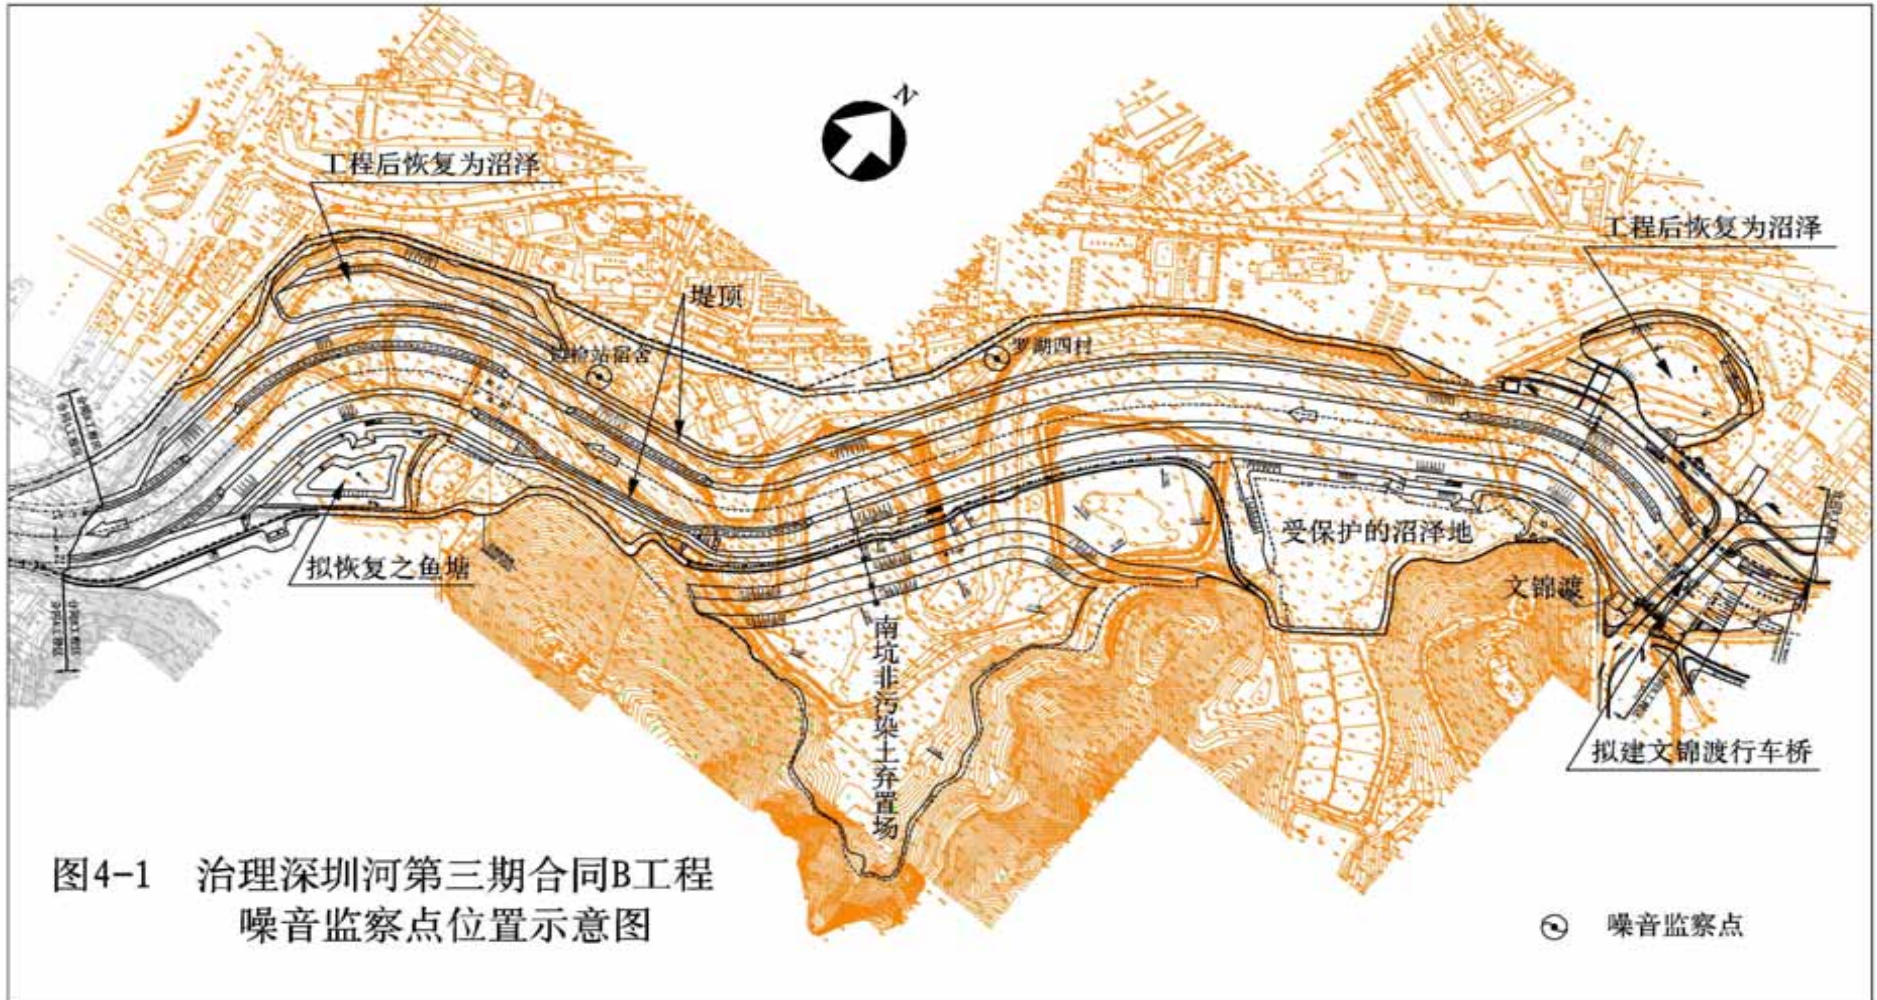 N
工程后恢复为沼泽
工程后恢复为沼泽
堤顶
检站宿舍
罗湖四村
受保护的沼泽地
拟恢复之鱼塘
文锦渡
南坑非污染土弃置场
拟建文锦渡行车桥
图4-1 治理深圳河第三期合同B工程
噪音监察点位置示意图
噪音监察点